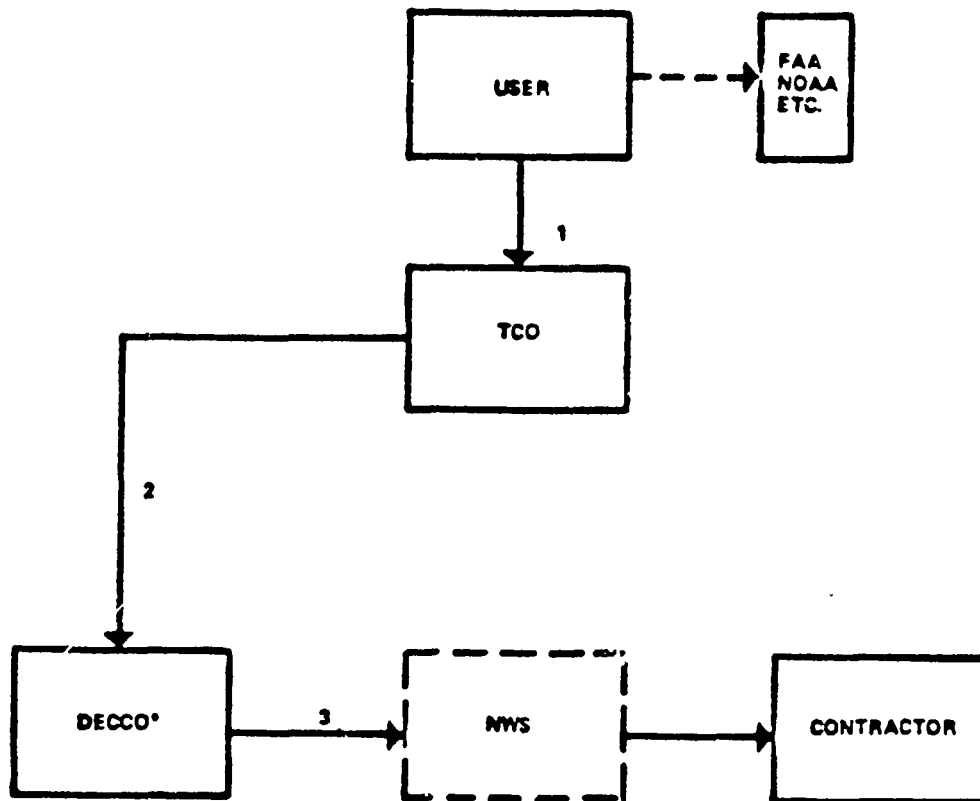 USER
FAA
NOAA
ETC.
1
TCO
2
DECCO*
3
NWS
CONTRACTOR